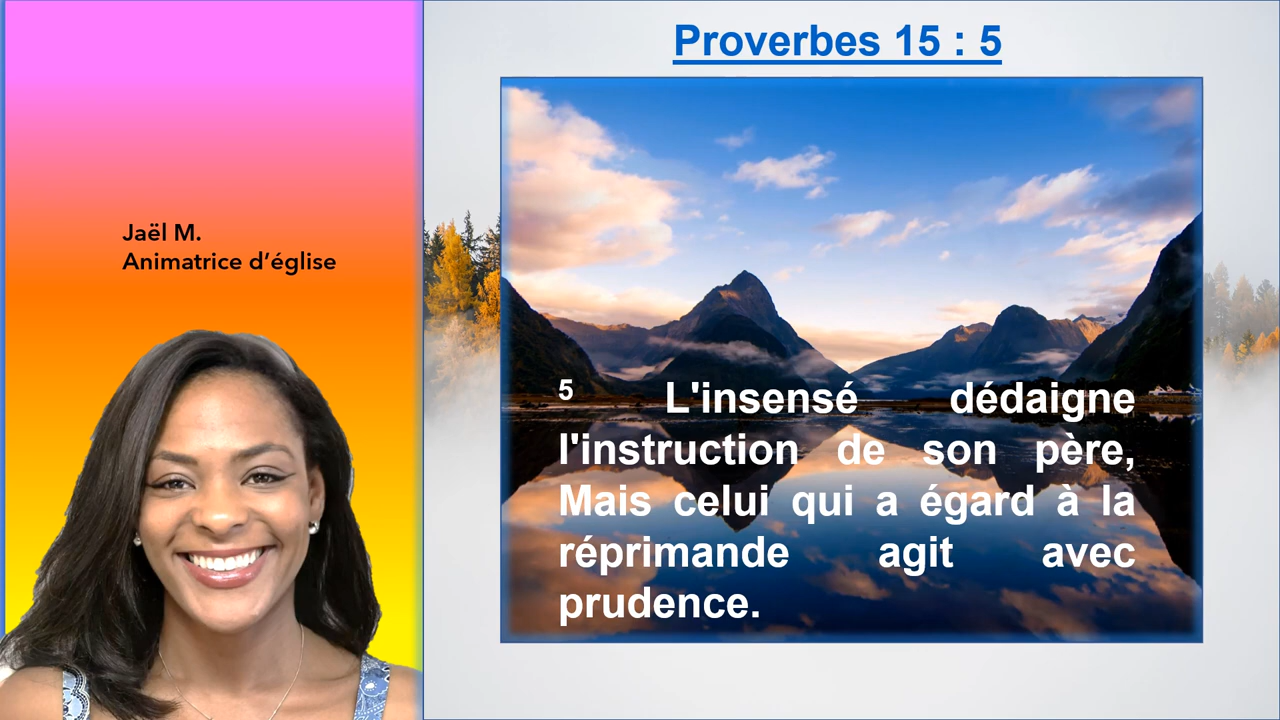 Proverbes 15 : 5
Jaël M.
Animatrice d’église
5 L'insensé dédaigne
l'instruction de son père,
Mais celui qui a égard à la
réprimande agit avec
prudence.